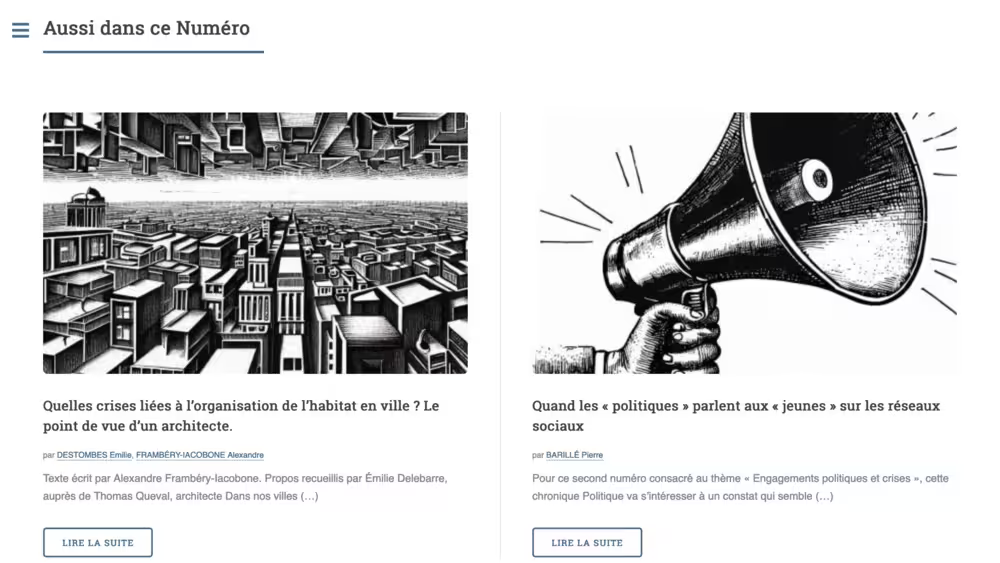 Aussi dans ce Numéro
Quelles crises liées à l’organisation de l’habitat en ville ? Le
point de vue d’un architecte.
par DESTOMBES Emilie, FRAMBÉRY-IACOBONE Alexandre
Texte écrit par Alexandre Frambéry-Iacobone. Propos recueillis par Émilie Delebarre,
auprès de Thomas Queval, architecte Dans nos villes (…)
LIRE LA SUITE
Quand les « politiques » parlent aux « jeunes » sur les réseaux
sociaux
par BARILLÉ Pierre
Pour ce second numéro consacré au thème « Engagements politiques et crises », cette
chronique Politique va s’intéresser à un constat qui semble (…)
LIRE LA SUITE